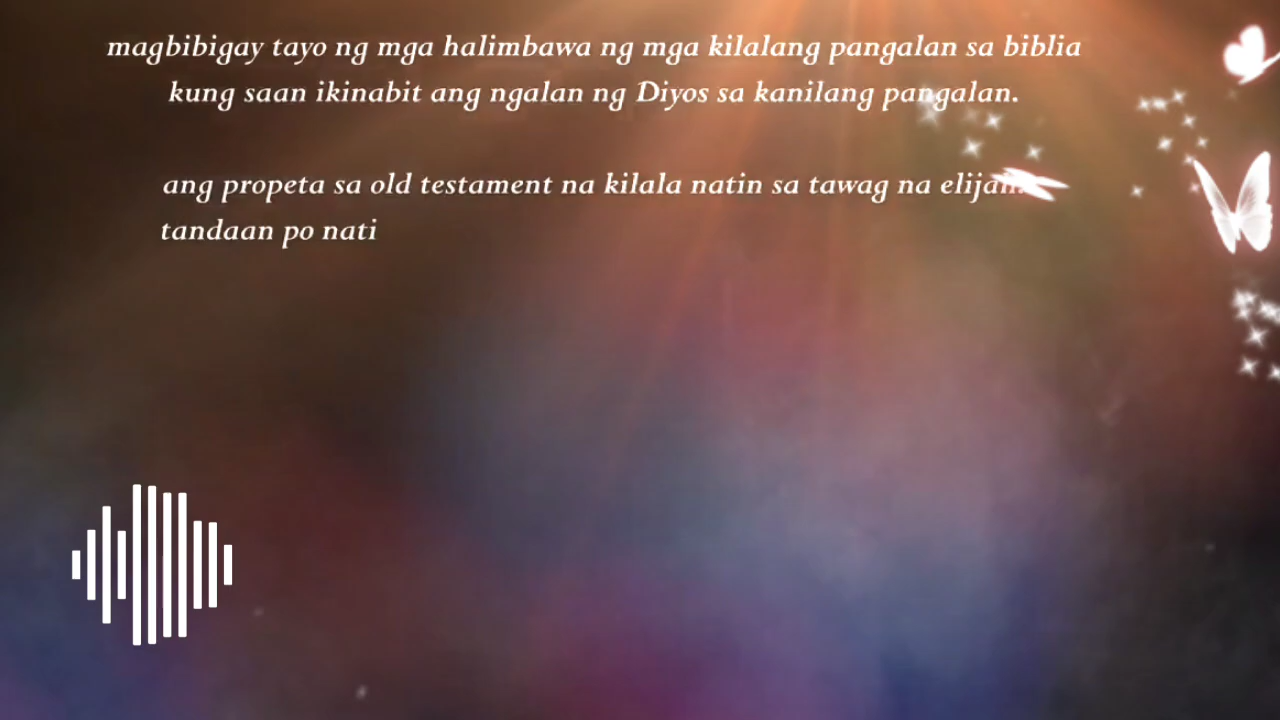 magbibigay tayo ng mga halimbawa ng mga kilalang pangalan sa biblia
kung saan ikinabit ang ngalan ng Diyos sa kanilang pangalan.
ang propeta sa old testament na kilala natin sa tawag na elijah.
tandaan po nati